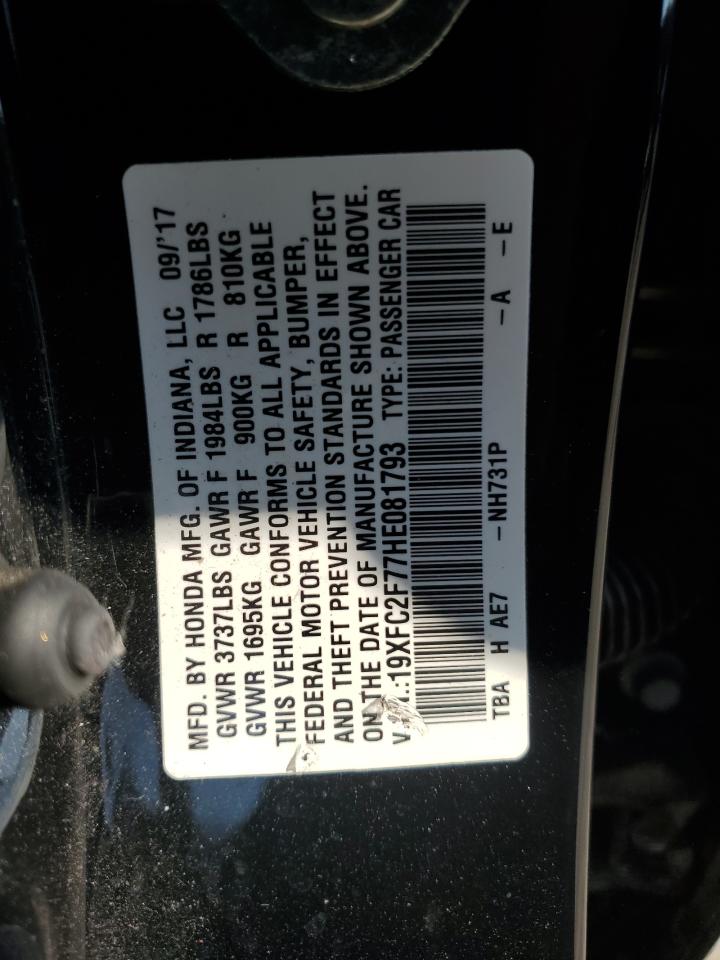 MFD. BY HONDA MFG. OF INDIANA, LLC 09/'17
GVWR 3737LBS GAWR F 1984LBS R 1786LBS
GVWR 1695KG GAWR F 900KG R 810KG
THIS VEHICLE CONFORMS TO ALL APPLICABLE
FEDERAL MOTOR VEHICLE SAFETY, BUMPER,
AND THEFT PREVENTION STANDARDS IN EFFECT
ON THE DATE OF MANUFACTURE SHOWN ABOVE.
19XFC2F77HE081793 TYPE: PASSENGER CAR
TBA H AE7 -NH731P -A -E